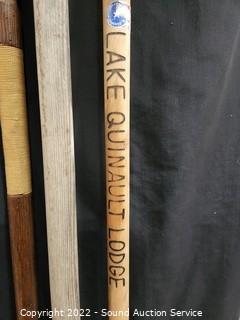 LAKE QUINAULT LODGE
Copyright 2022 - Sound Auction Service